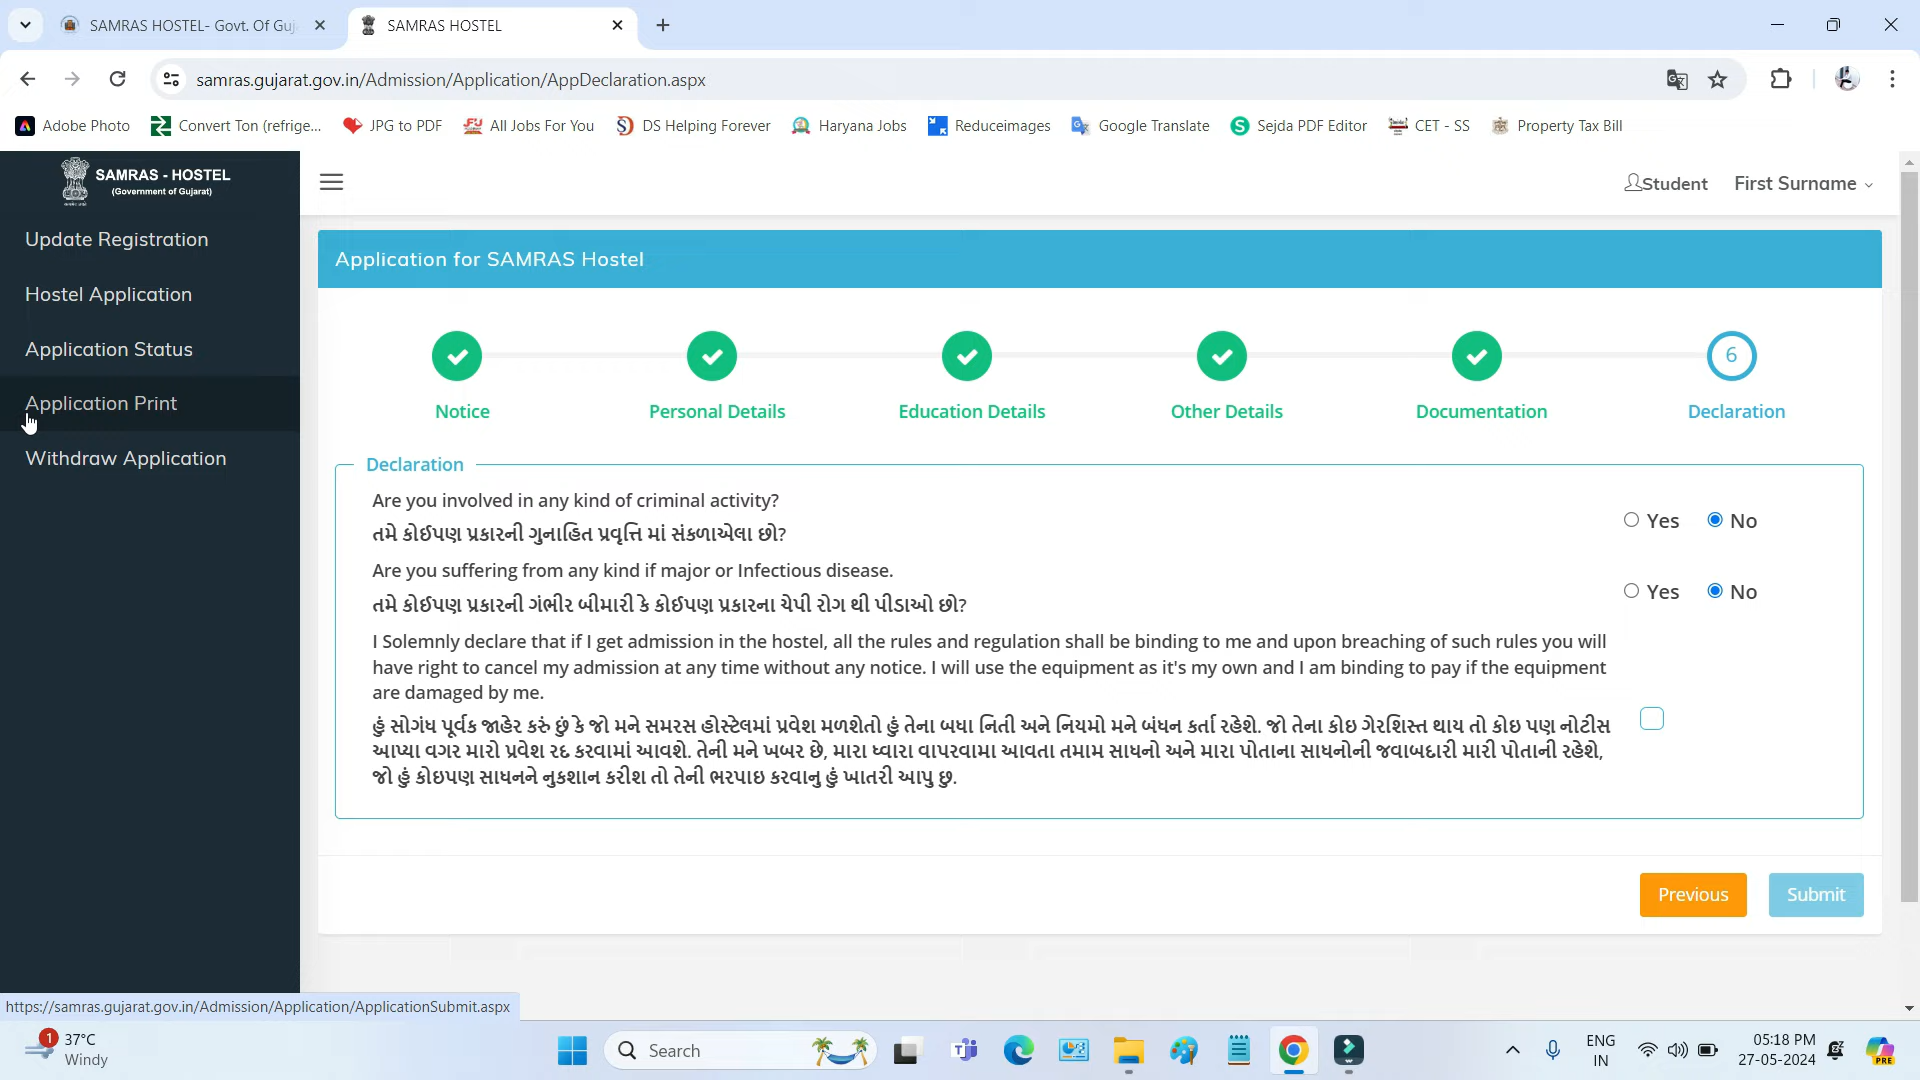 SAMRAS HOSTEL- Govt. Of Guj
SAMRAS HOSTEL
samras.gujarat.gov.in/Admission/Application/AppDeclaration.aspx
Adobe Photo
Convert Ton (refrige...
JPG to PDF
All Jobs For You
DS Helping Forever
Haryana Jobs
Reduceimages
Google Translate
Sejda PDF Editor
CET - SS
Property Tax Bill
SAMRAS - HOSTEL
(Government of Gujarat)
Student
First Surname
Update Registration
Hostel Application
Application Status
Application Print
Withdraw Application
Application for SAMRAS Hostel
6
Notice
Personal Details
Education Details
Other Details
Documentation
Declaration
Declaration
Are you involved in any kind of criminal activity?
તમે કોઈપણ પ્રકારની ગુનાહિત પ્રવૃત્તિ માં સંકળાએલા છો?
Yes No
Are you suffering from any kind if major or Infectious disease.
તમે કોઈપણ પ્રકારની ગંભીર બીમારી કે કોઈપણ પ્રકારના ચેપી રોગ થી પીડાઓ છો?
Yes No
I Solemnly declare that if I get admission in the hostel, all the rules and regulation shall be binding to me and upon breaching of such rules you will
have right to cancel my admission at any time without any notice. I will use the equipment as it's my own and I am binding to pay if the equipment
are damaged by me.
હું સોગંધ પૂર્વક જાહેર કરું છું કે જો મને સમરસ હોસ્ટેલમાં પ્રવેશ મળશેતો હું તેના બધા નિતી અને નિયમો મને બંધન કર્તા રહેશે. જો તેના કોઇ ગેરશિસ્ત થાય તો કોઇ પણ નોટીસ
આપ્યા વગર મારો પ્રવેશ રદ કરવામાં આવશે. તેની મને ખબર છે, મારા ધ્વારા વાપરવામા આવતા તમામ સાધનો અને મારા પોતાના સાધનોની જવાબદારી મારી પોતાની રહેશે,
જો હું કોઇપણ સાધનને નુકશાન કરીશ તો તેની ભરપાઇ કરવાનુ હું ખાતરી આપુ છુ.
Previous
Submit
https://samras.gujarat.gov.in/Admission/Application/ApplicationSubmit.aspx
1
37°C
Windy
Search
ENG
IN
05:18 PM
27-05-2024
PRE